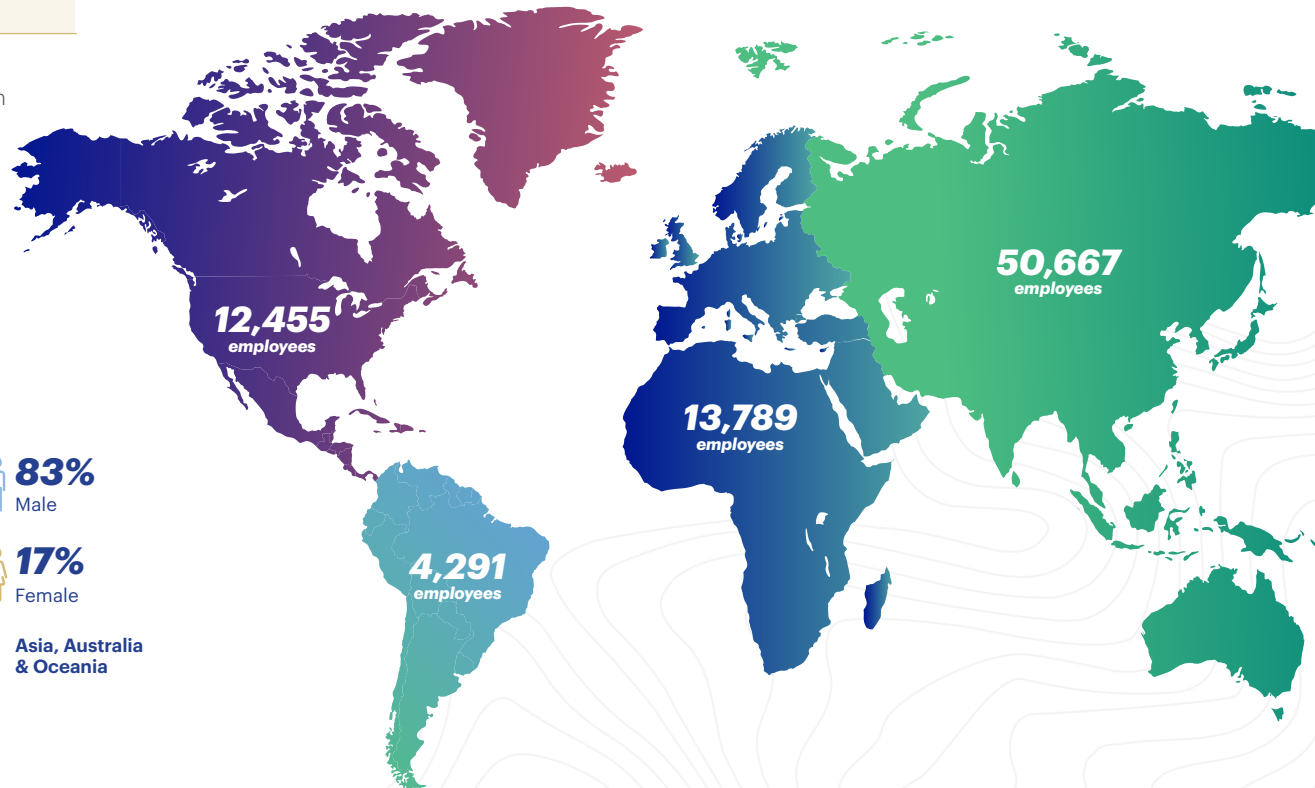 n
50,667
employees
12,455
employees
13,789
employees
83%
Male
17%
Female
4,291
employees
Asia, Australia
& Oceania